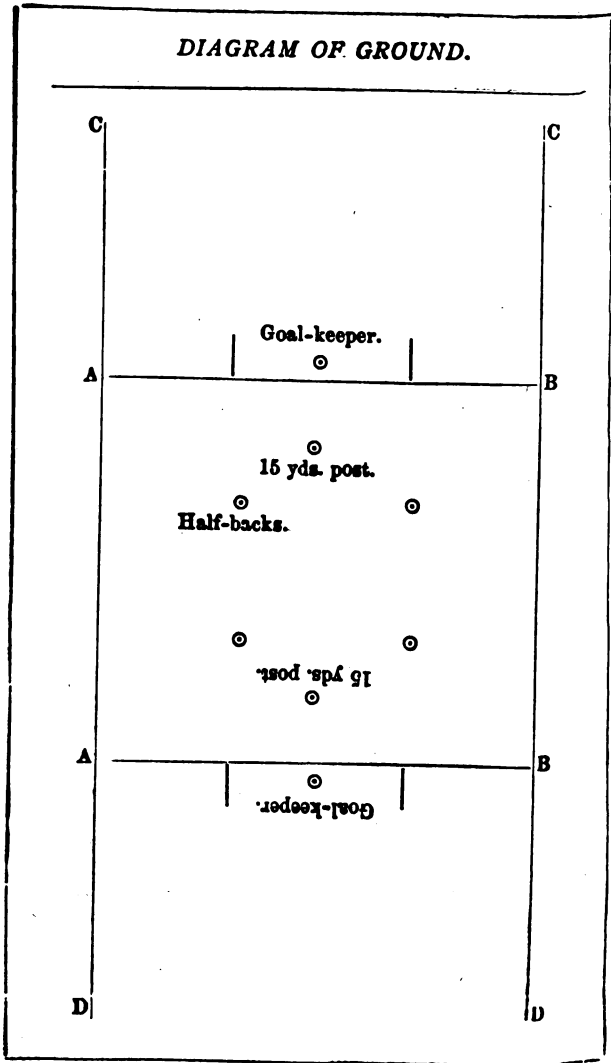 DIAGRAM OF GROUND.
C C
Goal-keeper.
A B
15 yds. post.
Half-backs.
15 yds. post.
A B
Goal-keeper.
D D